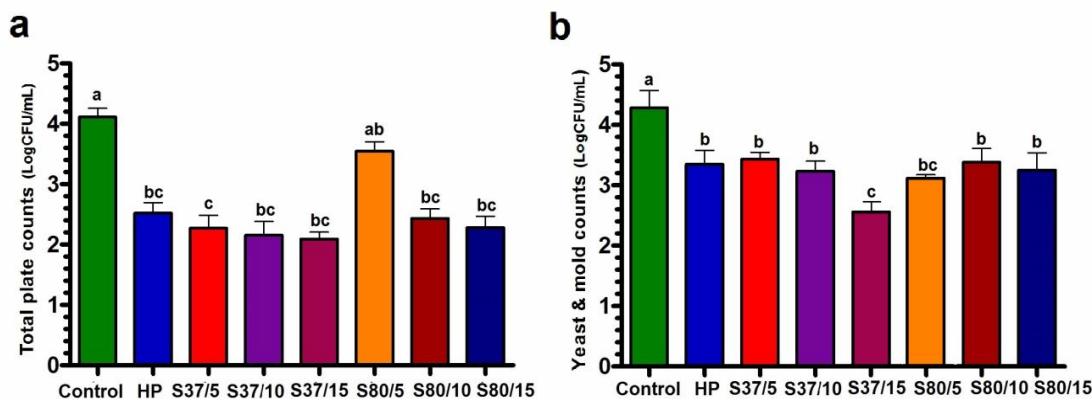 a
Total plate counts (LogCFU/mL)
5
4
3
2
1
0
a
bc
c
bc
bc
ab
bc
bc
Control HP S37/5 S37/10 S37/15 S80/5 S80/10 S80/15
b
Yeast & mold counts (LogCFU/mL)
5
4
3
2
1
0
a
b
b
b
c
bc
b
b
Control HP S37/5 S37/10 S37/15 S80/5 S80/10 S80/15